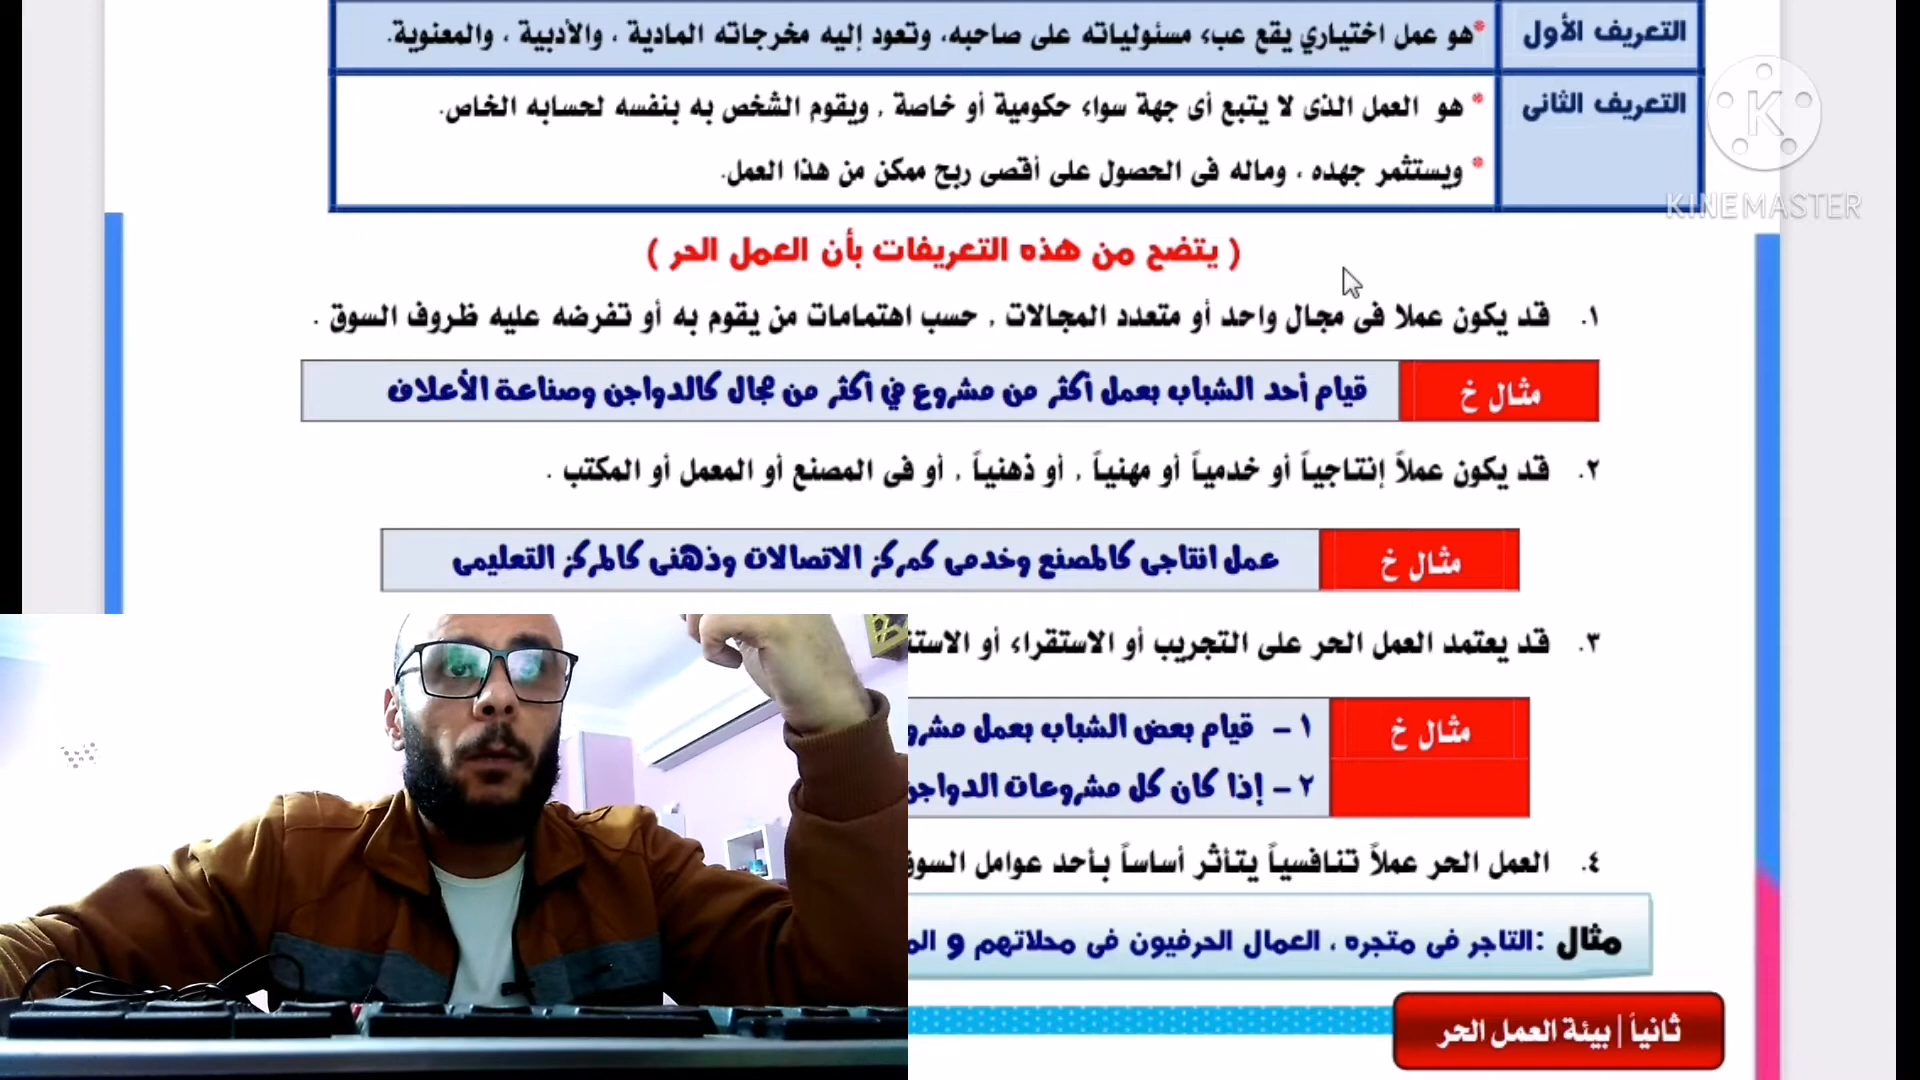 التعريف الأول
*هو عمل اختياري يقع عبء مسئولياته على صاحبه، وتعود إليه مخرجاته المادية ، والأدبية ، والمعنوية.
التعريف الثانى
* هو العمل الذى لا يتبع أى جهة سواء حكومية أو خاصة , ويقوم الشخص به بنفسه لحسابه الخاص.
* ويستثمر جهده ، وماله فى الحصول على أقصى ربح ممكن من هذا العمل.
KINEMASTER
( يتضح من هذه التعريفات بأن العمل الحر )
١. قد يكون عملا فى مجال واحد أو متعدد المجالات , حسب اهتمامات من يقوم به أو تفرضه عليه ظروف السوق .
مثال خ
قيام أحد الشباب بعمل أكثر من مشروع في أكثر من مجال كالدواجن وصناعة الأعلاف
٢. قد يكون عملاً إنتاجياً أو خدمياً أو مهنياً , أو ذهنياً , أو فى المصنع أو المعمل أو المكتب .
مثال خ
عمل انتاجى كالمصنع وخدمى كمركز الاتصالات وذهنى كالمركز التعليمى
٣. قد يعتمد العمل الحر على التجريب أو الاستقراء أو
مثال خ
١ - قيام بعض الشباب بعمل
٢ - إذا كان كل مشروعات
٤. العمل الحر عملاً تنافسياً يتأثر أساساً بأحد عوامل
مثال :التاجر فى متجره ، العمال الحرفيون فى محلاتهم و
ثانياً | بيئة العمل الحر